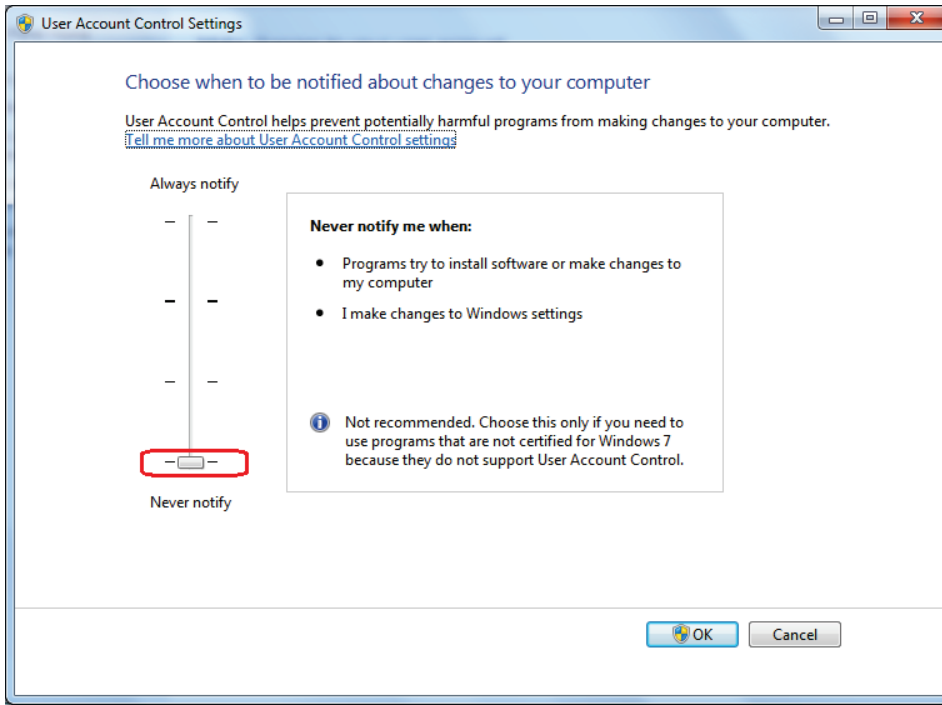 User Account Control Settings
Choose when to be notified about changes to your computer
User Account Control helps prevent potentially harmful programs from making changes to your computer.
Tell me more about User Account Control settings
Always notify
Never notify me when:
Programs try to install software or make changes to
my computer
I make changes to Windows settings
Not recommended. Choose this only if you need to
use programs that are not certified for Windows 7
because they do not support User Account Control.
Never notify
OK
Cancel